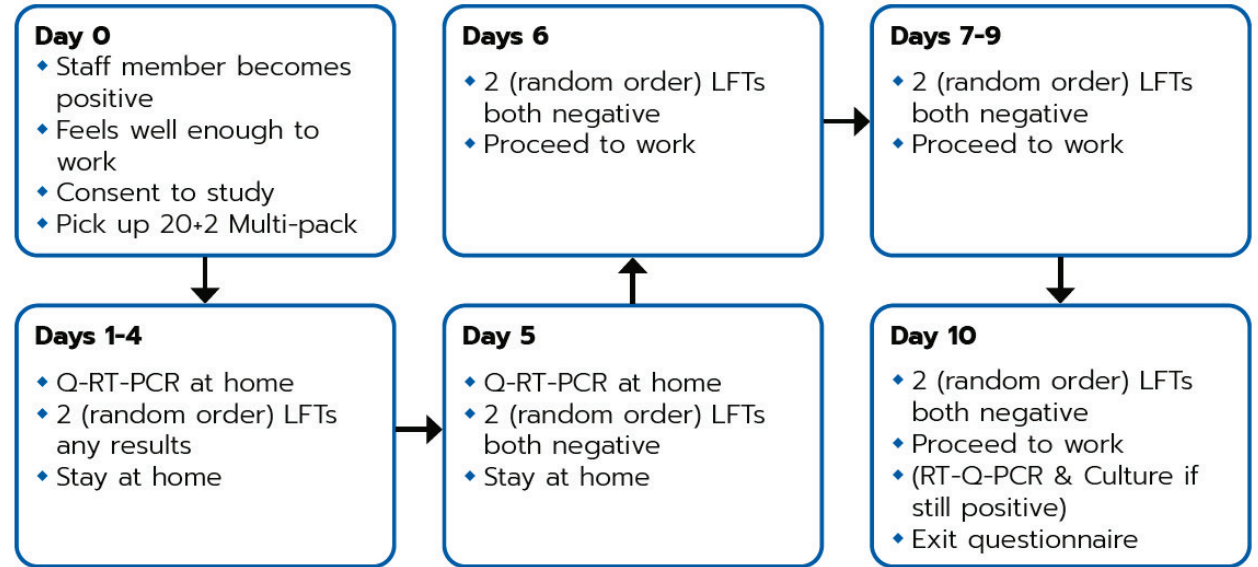 Day 0
◆ Staff member becomes
positive
◆ Feels well enough to
work
◆ Consent to study
◆ Pick up 20+2 Multi-pack
Days 1-4
◆ Q-RT-PCR at home
◆ 2 (random order) LFTs
any results
◆ Stay at home
Day 5
◆ Q-RT-PCR at home
◆ 2 (random order) LFTs
both negative
◆ Stay at home
Days 6
◆ 2 (random order) LFTs
both negative
◆ Proceed to work
Days 7-9
◆ 2 (random order) LFTs
both negative
◆ Proceed to work
Day 10
◆ 2 (random order) LFTs
both negative
◆ Proceed to work
◆ (RT-Q-PCR & Culture if
still positive)
◆ Exit questionnaire